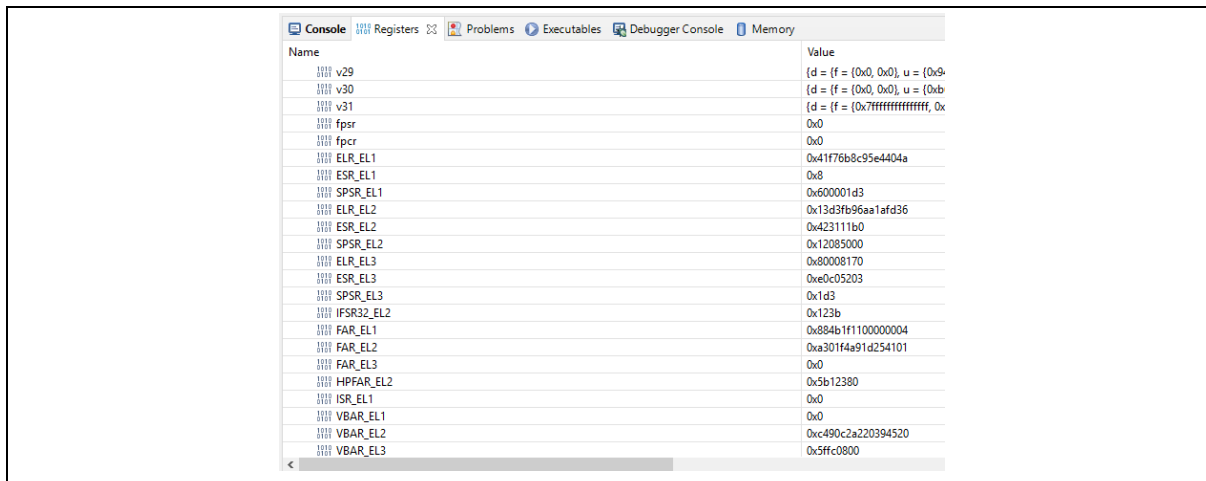 Console Registers Problems Executables Debugger Console Memory
Name Value
v29 {d = {f = {0x0, 0x0}, u = {0x9
v30 {d = {f = {0x0, 0x0}, u = {0xb
v31 {d = {f = {0x7fffffffffffffff, 0x
fpsr 0x0
fpcr 0x0
ELR_EL1 0x41f76b8c95e4404a
ESR_EL1 0x8
SPSR_EL1 0x600001d3
ELR_EL2 0x13d3fb96aa1afd36
ESR_EL2 0x423111b0
SPSR_EL2 0x12085000
ELR_EL3 0x80008170
ESR_EL3 0xe0c05203
SPSR_EL3 0x1d3
IFSR32_EL2 0x123b
FAR_EL1 0x884b1f1100000004
FAR_EL2 0xa301f4a91d254101
FAR_EL3 0x0
HPFAR_EL2 0x5b12380
ISR_EL1 0x0
VBAR_EL1 0x0
VBAR_EL2 0xc490c2a220394520
VBAR_EL3 0x5ffc0800